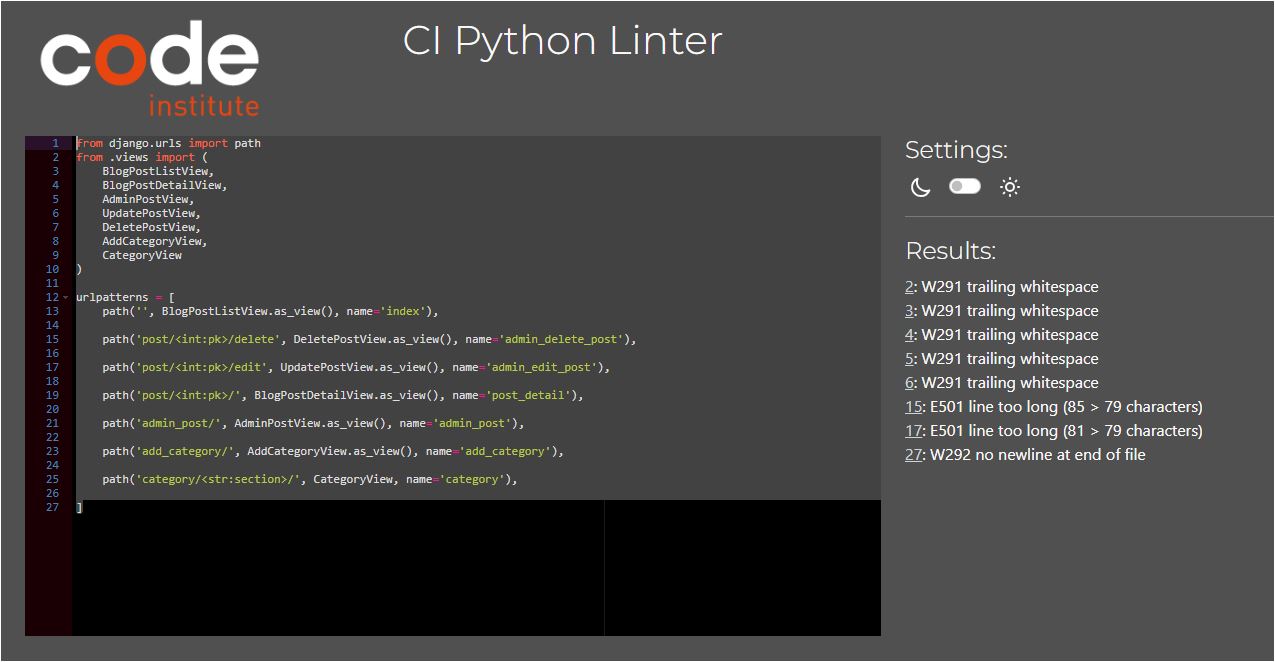 code
institute
CI Python Linter
1 from django.urls import path
2 from .views import (
3 BlogPostListView,
4 BlogPostDetailView,
5 AdminPostView,
6 UpdatePostView,
7 DeletePostView,
8 AddCategoryView,
9 CategoryView
10 )
11
12 urlpatterns = [
13 path('', BlogPostListView.as_view(), name='index'),
14
15 path('post/<int:pk>/delete', DeletePostView.as_view(), name='admin_delete_post'),
16
17 path('post/<int:pk>/edit', UpdatePostView.as_view(), name='admin_edit_post'),
18
19 path('post/<int:pk>/', BlogPostDetailView.as_view(), name='post_detail'),
20
21 path('admin_post/', AdminPostView.as_view(), name='admin_post'),
22
23 path('add_category/', AddCategoryView.as_view(), name='add_category'),
24
25 path('category/<str:section>/', CategoryView, name='category'),
26
27 ]
Settings:
Results:
2: W291 trailing whitespace
3: W291 trailing whitespace
4: W291 trailing whitespace
5: W291 trailing whitespace
6: W291 trailing whitespace
15: E501 line too long (85 > 79 characters)
17: E501 line too long (81 > 79 characters)
27: W292 no newline at end of file